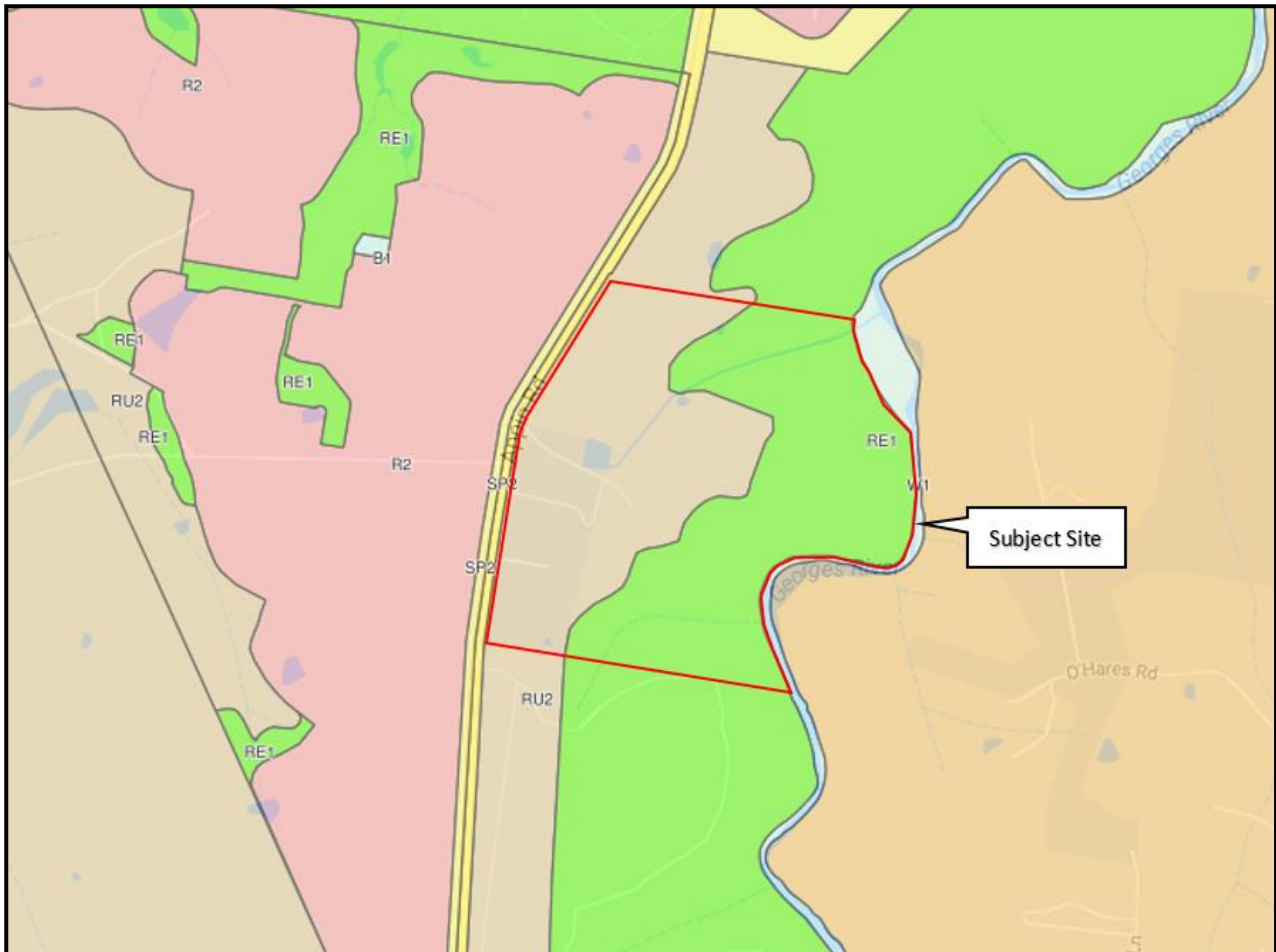 R2
Georges River
RE1
B1
RE1
RE1
RU2
Appin Rd
RE1
RE1
R2
SP2
W1
Subject Site
SP2
Georges River
O'Hares Rd
RU2
RE1
5